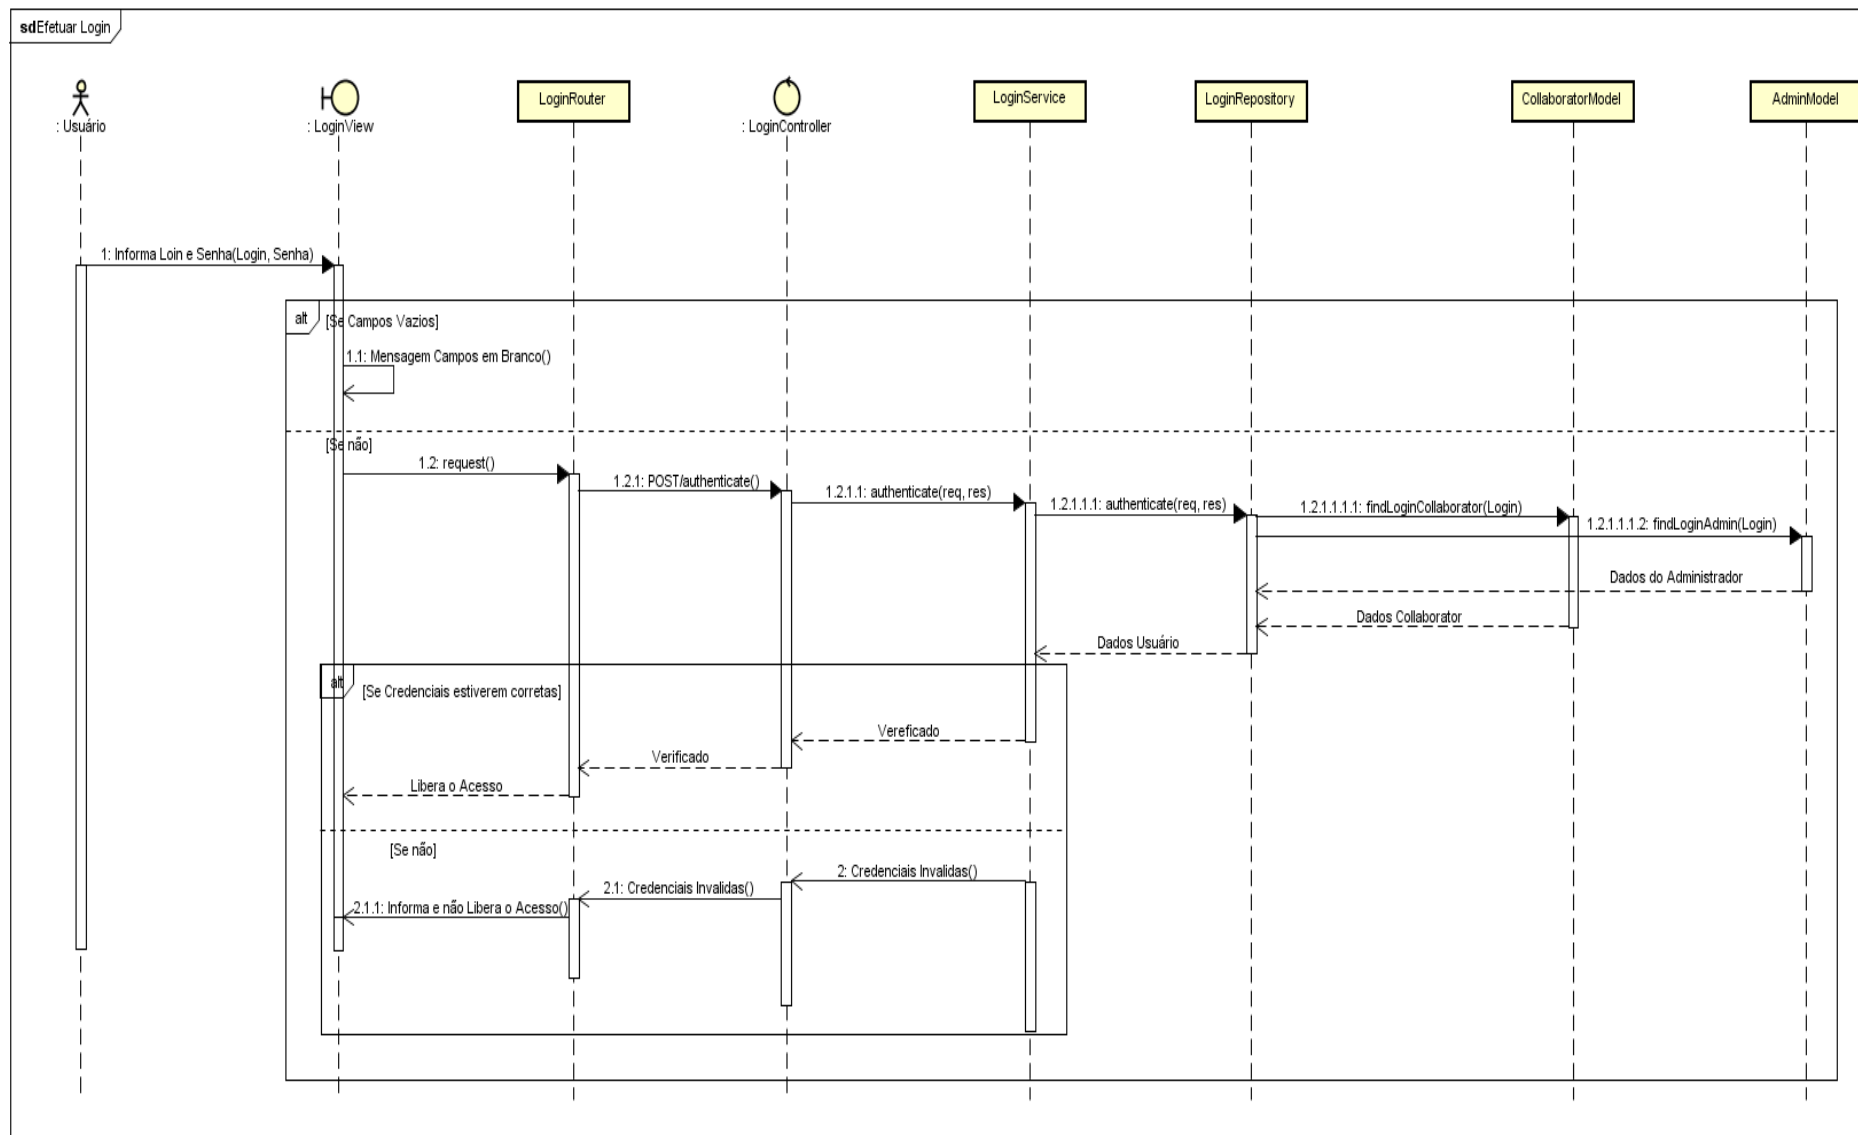 sdEfetuar Login
: Usuário
: LoginView
LoginRouter
: LoginController
LoginService
LoginRepository
CollaboratorModel
AdminModel
1: Informa Loin e Senha(Login, Senha)
alt
[Se Campos Vazios]
1.1: Mensagem Campos em Branco()
[Se não]
1.2: request()
1.2.1: POST/authenticate()
1.2.1.1: authenticate(req, res)
1.2.1.1.1: authenticate(req, res)
1.2.1.1.1.1: findLoginCollaborator(Login)
1.2.1.1.1.2: findLoginAdmin(Login)
Dados do Administrador
Dados Collaborator
Dados Usuário
alt
[Se Credenciais estiverem corretas]
Vereficado
Verificado
Libera o Acesso
[Se não]
2: Credenciais Invalidas()
2.1: Credenciais Invalidas()
2.1.1: Informa e não Libera o Acesso()